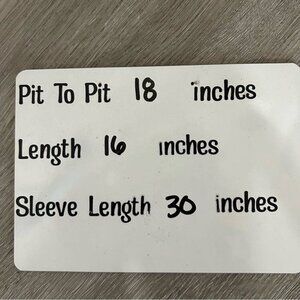 Pit To Pit 18 inches
Length 16 inches
Sleeve Length 30 inches